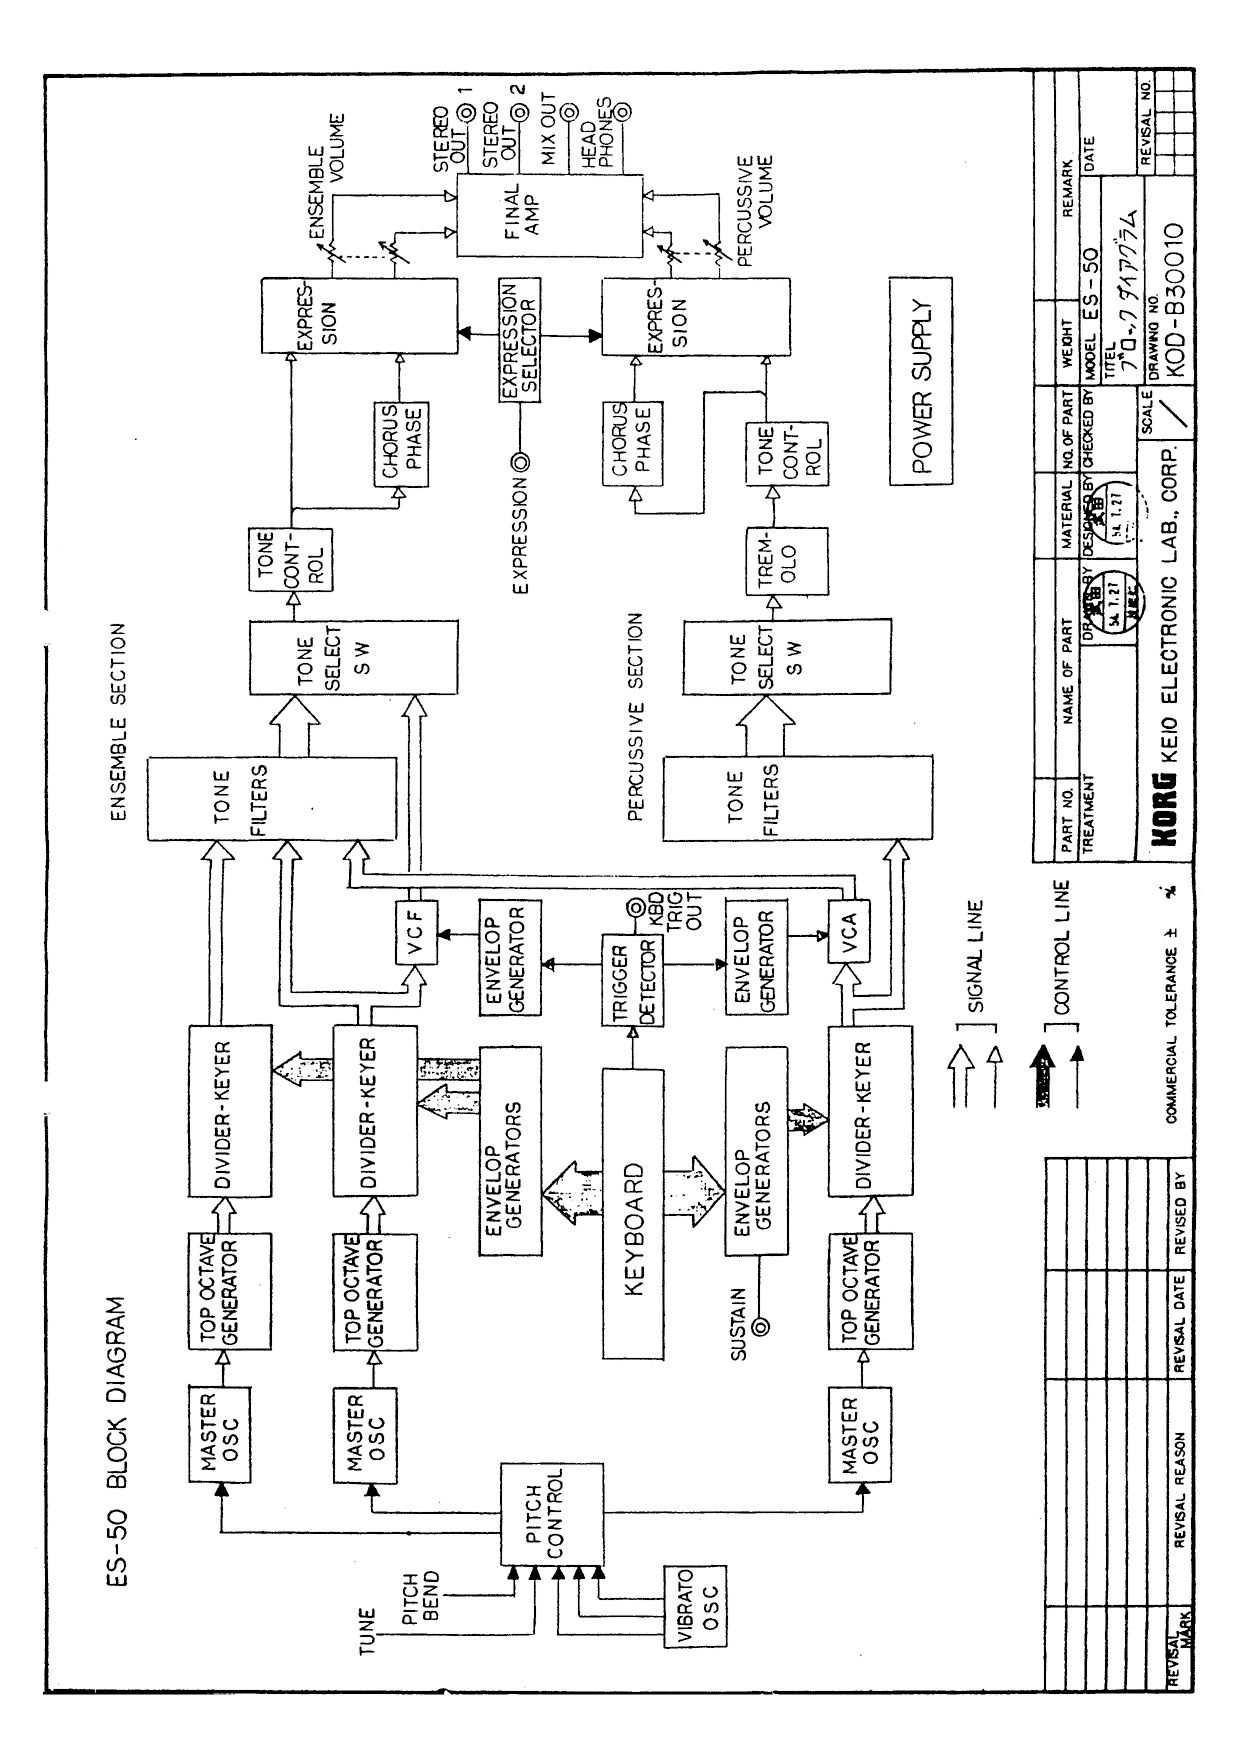 ES-50 BLOCK DIAGRAM
ENSEMBLE SECTION
MASTER
OSC
TOP OCTAVE
GENERATOR
DIVIDER-KEYER
TONE
FILTERS
TONE
SELECT
SW
TONE
CONT-
ROL
CHORUS
PHASE
EXPRES-
SION
ENSEMBLE
VOLUME
MASTER
OSC
TOP OCTAVE
GENERATOR
DIVIDER-KEYER
VCF
TUNE
PITCH
BEND
PITCH
CONTROL
VIBRATO
OSC
ENVELOP
GENERATORS
ENVELOP
GENERATOR
EXPRESSION
EXPRESSION
SELECTOR
FINAL
AMP
STEREO
OUT 1
STEREO
OUT 2
MIX OUT
HEAD
PHONES
KEYBOARD
TRIGGER
DETECTOR
KBD
TRIG
OUT
PERCUSSIVE SECTION
SUSTAIN
ENVELOP
GENERATORS
ENVELOP
GENERATOR
TONE
FILTERS
TONE
SELECT
SW
TREM-
OLO
TONE
CONT-
ROL
CHORUS
PHASE
EXPRES-
SION
PERCUSSIVE
VOLUME
MASTER
OSC
TOP OCTAVE
GENERATOR
DIVIDER-KEYER
VCA
POWER SUPPLY
SIGNAL LINE
CONTROL LINE
COMMERCIAL TOLERANCE ± %
REVISAL
MARK
REVISAL REASON
REVISAL DATE
REVISED BY
PART NO.
NAME OF PART
MATERIAL
NO. OF PART
WEIGHT
REMARK
TREATMENT
DRAWN BY
DESIGNED BY
CHECKED BY
MODEL ES-50
DATE
武田
54.7.27
武田
54.7.27
TITEL
ブロックダイアグラム
KORG KEIO ELECTRONIC LAB., CORP.
SCALE
/
DRAWING NO.
KOD-B30010
REVISAL NO.